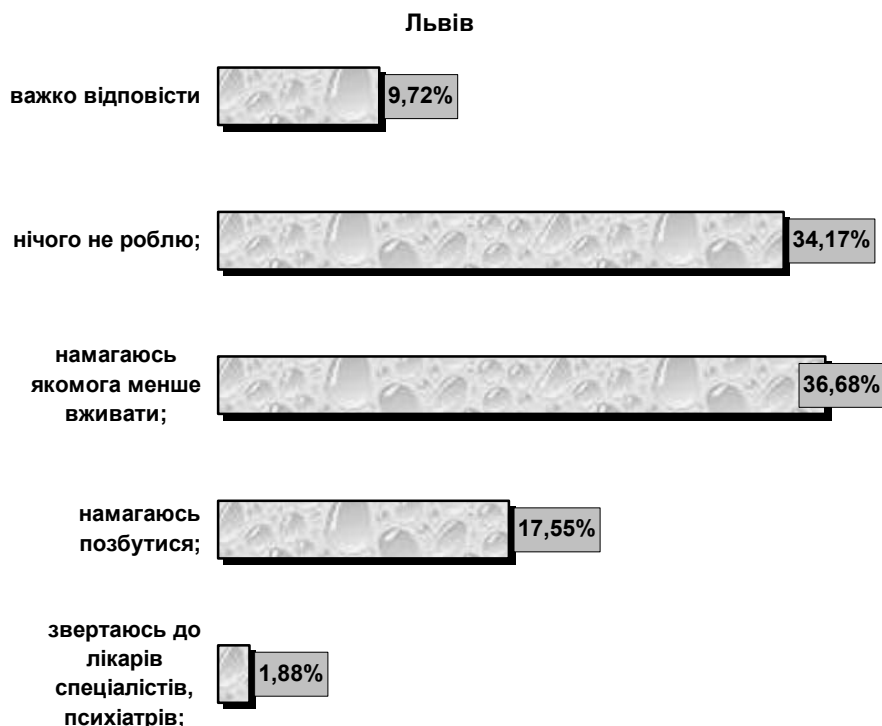 Львів
важко відповісти
9,72%
нічого не роблю;
34,17%
намагаюсь
якомога менше
вживати;
36,68%
намагаюсь
позбутися;
17,55%
звертаюсь до
лікарів
спеціалістів,
психіатрів;
1,88%